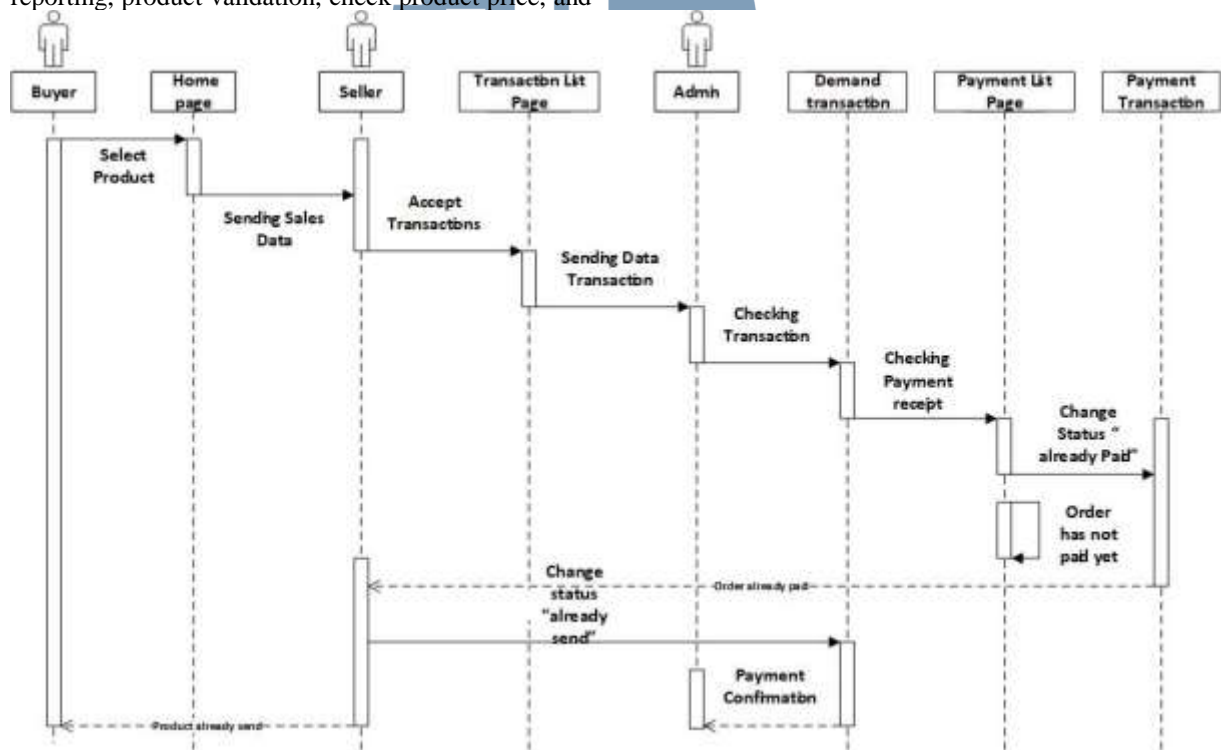 reporting, product validation, check product price, and
Buyer
Home
page
Seller
Transaction List
Page
Admin
Demand
transaction
Payment List
Page
Payment
Transaction
Select
Product
Sending Sales
Data
Accept
Transactions
Sending Data
Transaction
Checking
Transaction
Checking
Payment
receipt
Change
Status “
already Paid”
Order
has not
paid yet
Change
status
“already
send”
Order already paid
Payment
Confirmation
Product already send